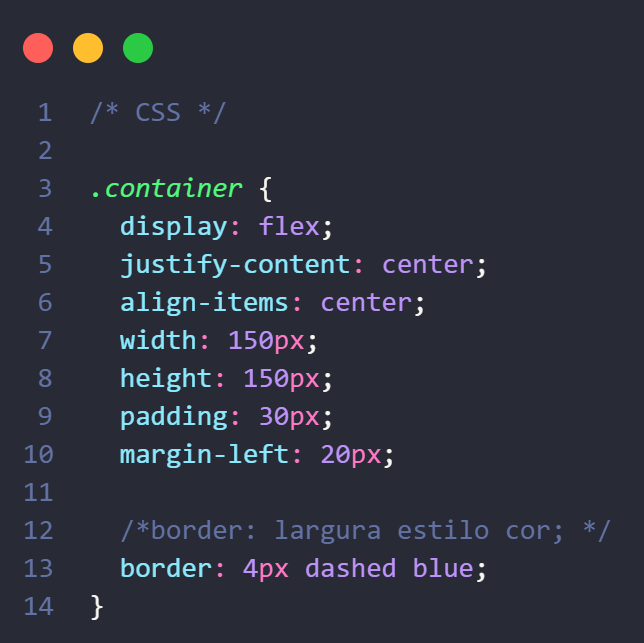 1 /* CSS */
2
3 .container {
4   display: flex;
5   justify-content: center;
6   align-items: center;
7   width: 150px;
8   height: 150px;
9   padding: 30px;
10   margin-left: 20px;
11
12   /*border: largura estilo cor; */
13   border: 4px dashed blue;
14 }